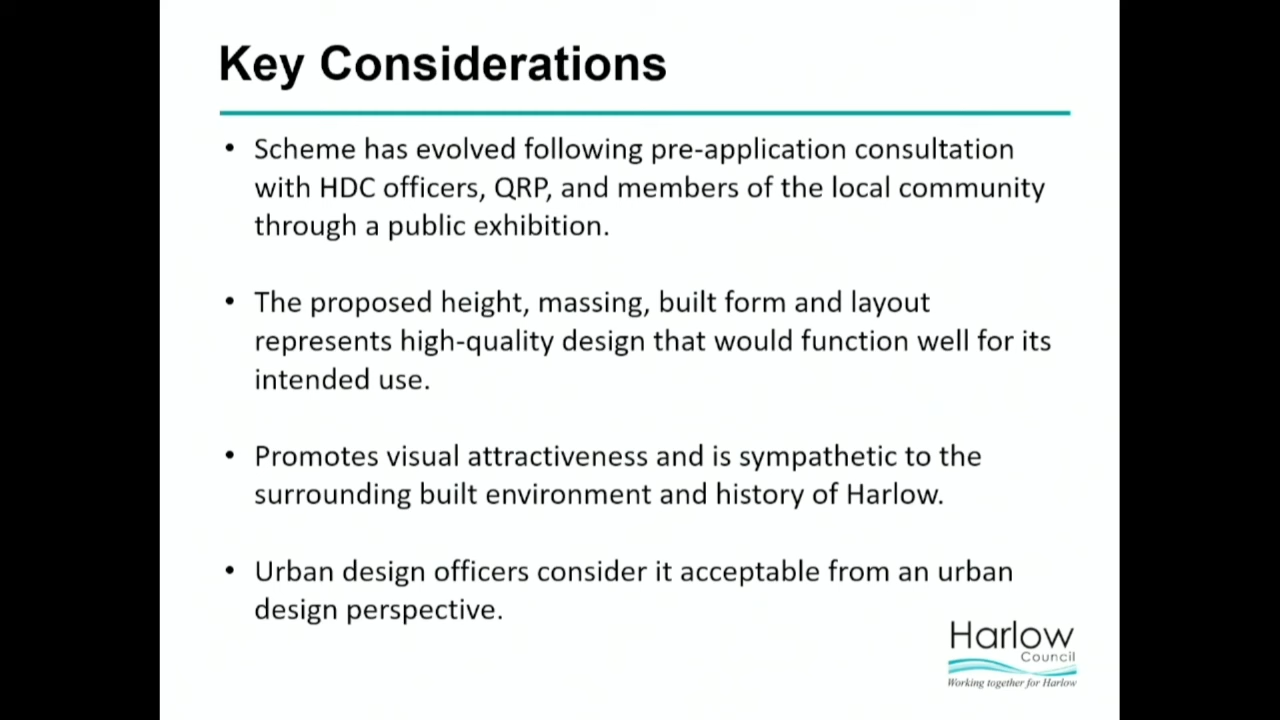 Key Considerations
• Scheme has evolved following pre-application consultation
with HDC officers, QRP, and members of the local community
through a public exhibition.
• The proposed height, massing, built form and layout
represents high-quality design that would function well for its
intended use.
• Promotes visual attractiveness and is sympathetic to the
surrounding built environment and history of Harlow.
• Urban design officers consider it acceptable from an urban
design perspective.
Harlow
Council
Working together for Harlow